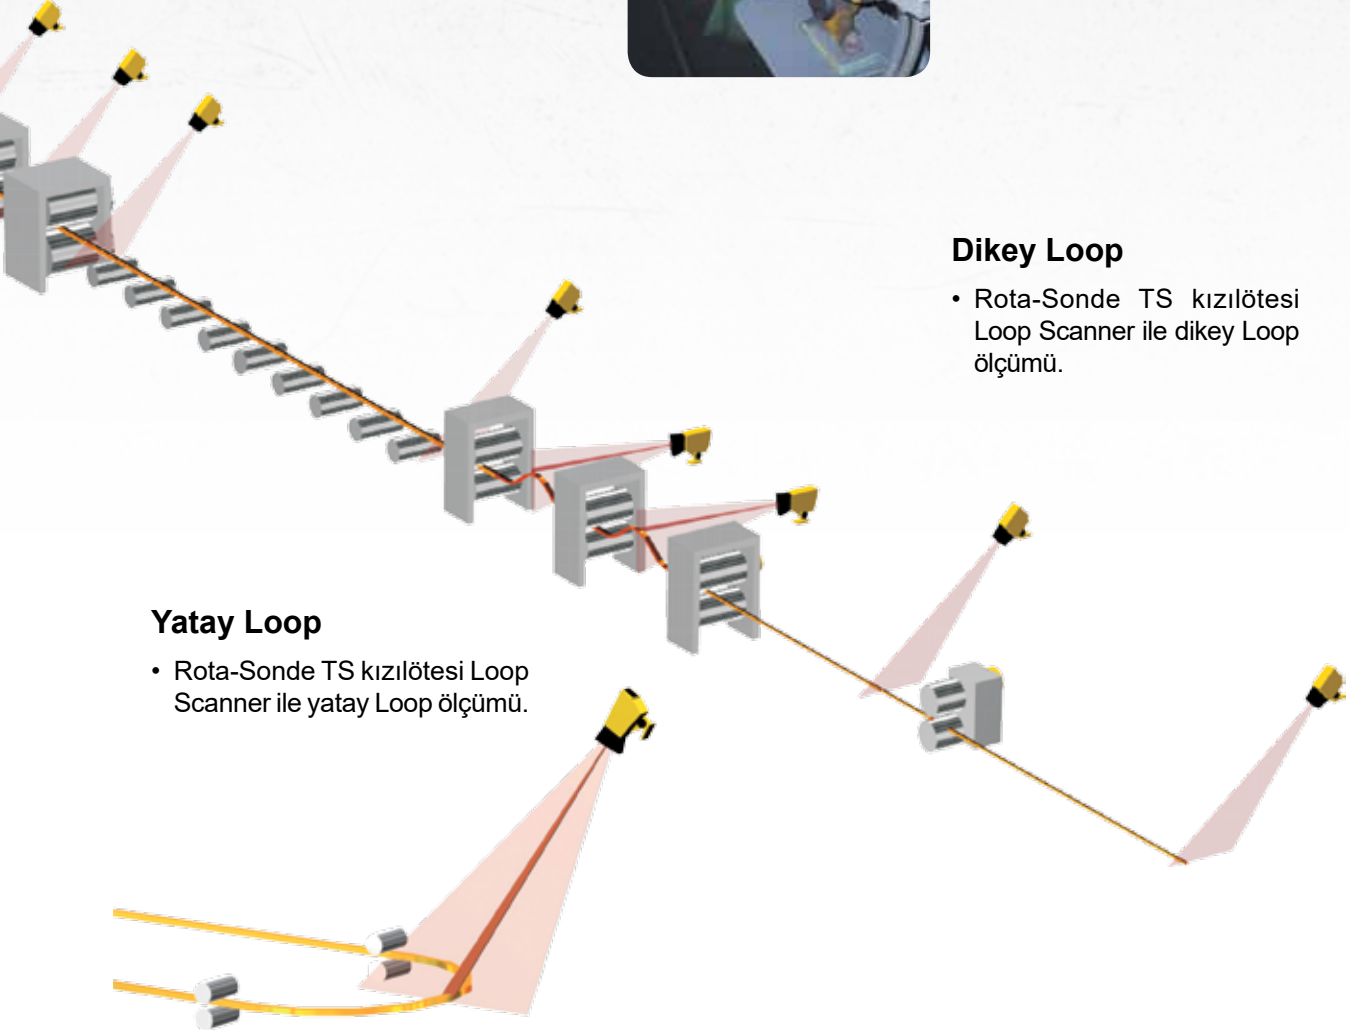 Dikey Loop
• Rota-Sonde TS kızılötesi
Loop Scanner ile dikey Loop
ölçümü.
Yatay Loop
• Rota-Sonde TS kızılötesi Loop
Scanner ile yatay Loop ölçümü.